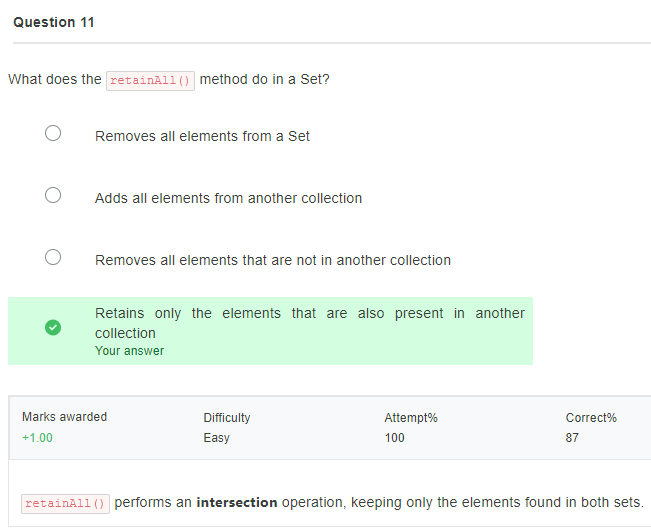 Question 11
What does the retainAll() method do in a Set?
Removes all elements from a Set
Adds all elements from another collection
Removes all elements that are not in another collection
Retains only the elements that are also present in another
collection
Your answer
Marks awarded Difficulty Attempt% Correct%
+1.00 Easy 100 87
retainAll() performs an intersection operation, keeping only the elements found in both sets.